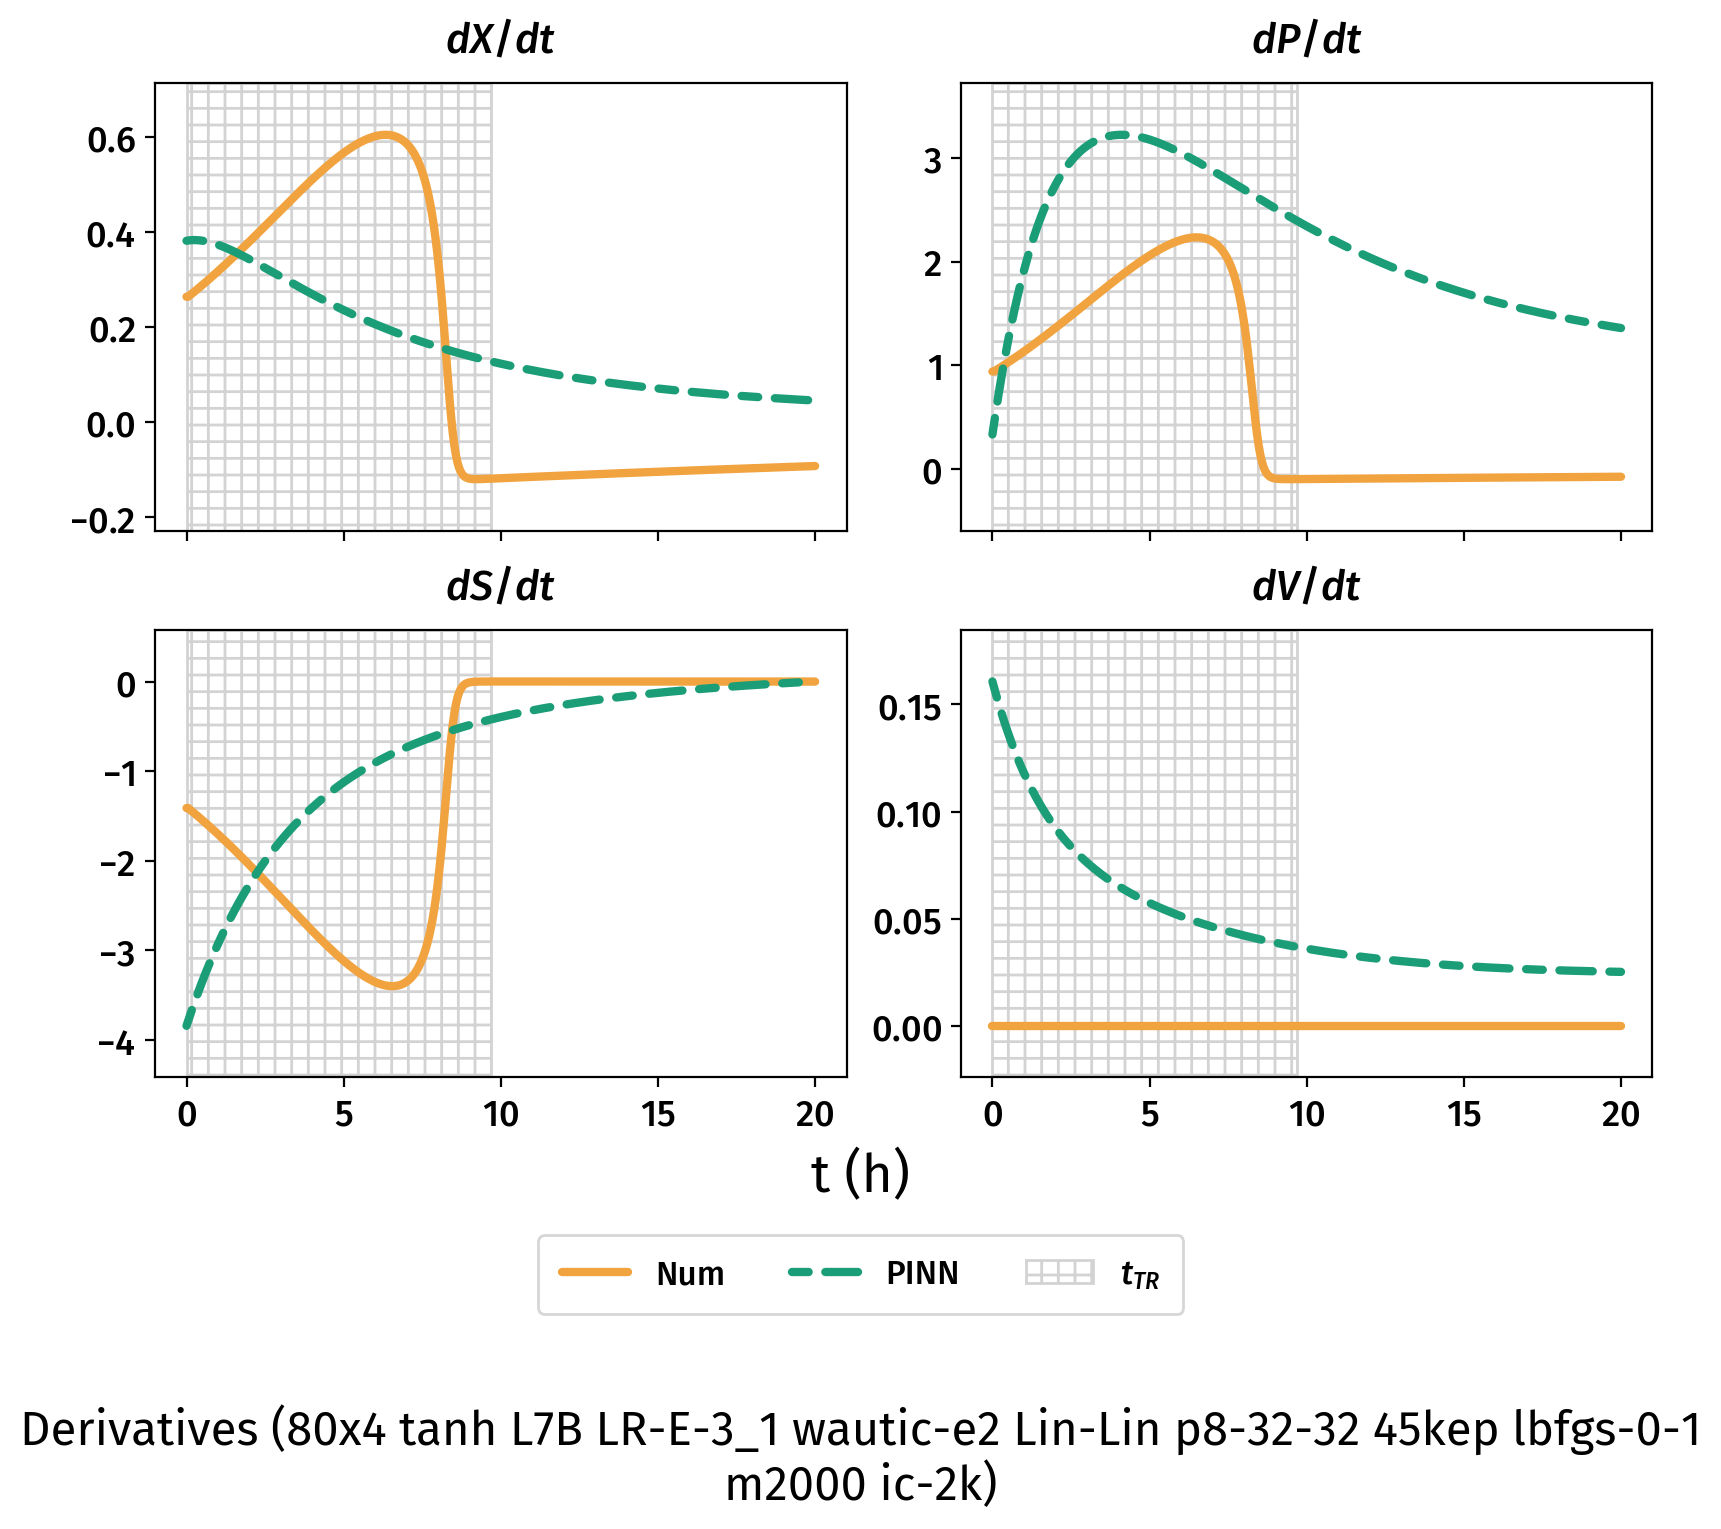 dX/dt
dP/dt
0.6
0.4
0.2
0.0
−0.2
3
2
1
0
dS/dt
dV/dt
0
−1
−2
−3
−4
0.15
0.10
0.05
0.00
0 5 10 15 20
0 5 10 15 20
t (h)
Num PINN tTR
Derivatives (80x4 tanh L7B LR-E-3_1 wautic-e2 Lin-Lin p8-32-32 45kep lbfgs-0-1
m2000 ic-2k)